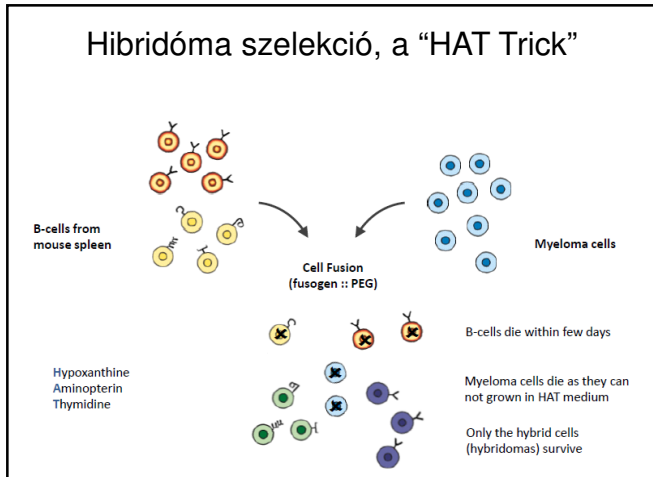 Hibridóma szelekció, a “HAT Trick”
B-cells from
mouse spleen
Myeloma cells
Cell Fusion
(fusogen :: PEG)
B-cells die within few days
Hypoxanthine
Aminopterin
Thymidine
Myeloma cells die as they can
not grown in HAT medium
Only the hybrid cells
(hybridomas) survive